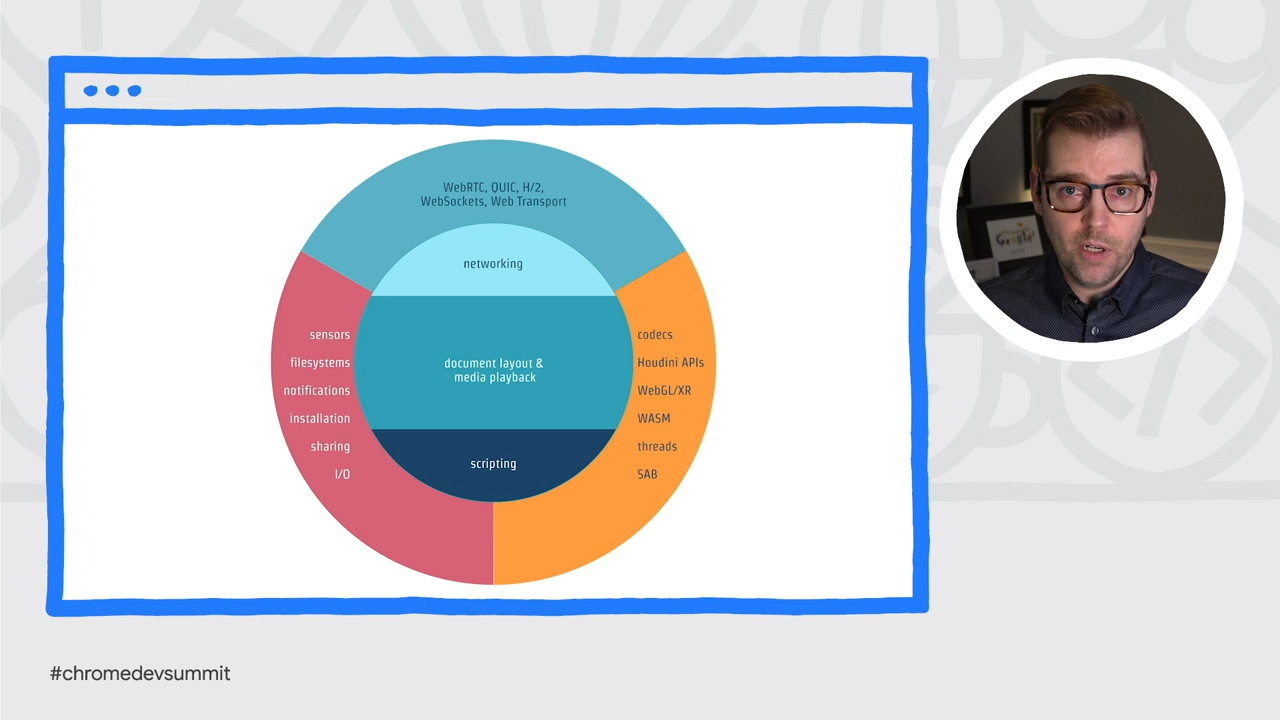 WebRTC, QUIC, H/2,
WebSockets, Web Transport
networking
sensors
filesystems
notifications
installation
sharing
I/O
document layout &
media playback
scripting
codecs
Houdini APIs
WebGL/XR
WASM
threads
SAB
Google
#chromedevsummit